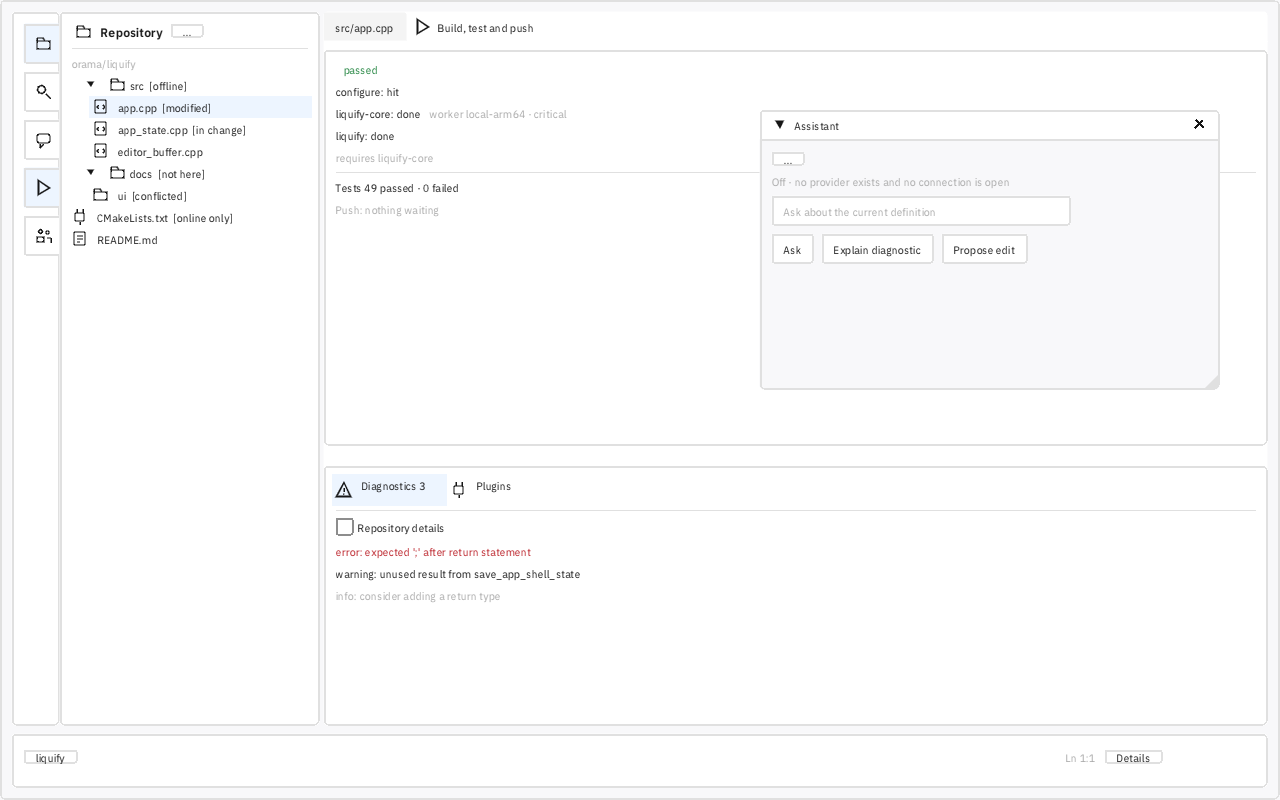 Repository ...
orama/liquify
src [offline]
app.cpp [modified]
app_state.cpp [in change]
editor_buffer.cpp
docs [not here]
ui [conflicted]
CMakeLists.txt [online only]
README.md
src/app.cpp Build, test and push
passed
configure: hit
liquify-core: done worker local-arm64 · critical
liquify: done
requires liquify-core
Tests 49 passed · 0 failed
Push: nothing waiting
Assistant
...
Off · no provider exists and no connection is open
Ask about the current definition
Ask Explain diagnostic Propose edit
Diagnostics 3 Plugins
Repository details
error: expected ';' after return statement
warning: unused result from save_app_shell_state
info: consider adding a return type
liquify Ln 1:1 Details